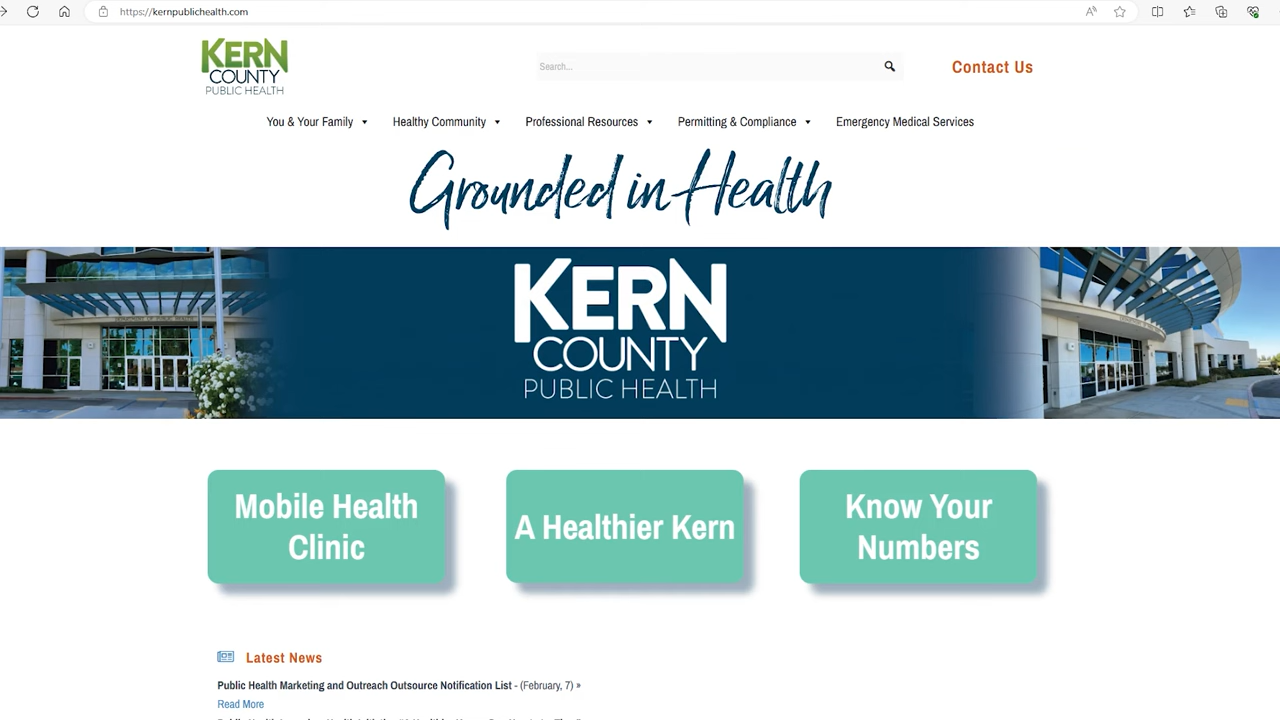 https://kernpublichealth.com
KERN
COUNTY
PUBLIC HEALTH
Search...
Contact Us
You & Your Family
Healthy Community
Professional Resources
Permitting & Compliance
Emergency Medical Services
Grounded in Health
KERN
COUNTY
PUBLIC HEALTH
Mobile Health
Clinic
A Healthier Kern
Know Your
Numbers
Latest News
Public Health Marketing and Outreach Outsource Notification List - (February, 7) »
Read More